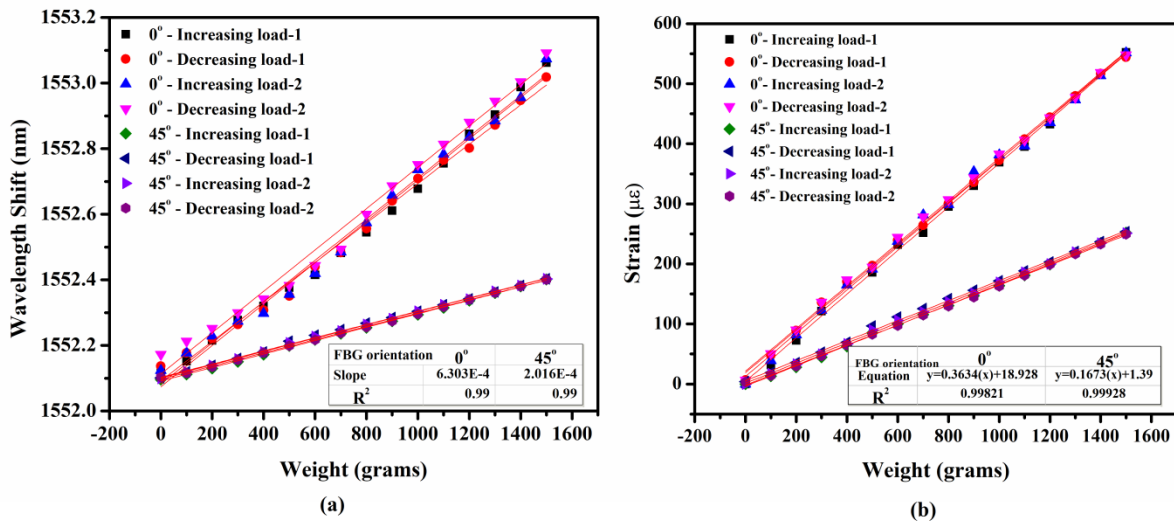 1553.2
1553.0
1552.8
1552.6
1552.4
1552.2
1552.0
Wavelength Shift (nm)
0° - Increasing load-1
0° - Decreasing load-1
0° - Increasing load-2
0° - Decreasing load-2
45° - Increasing load-1
45° - Decreasing load-1
45° - Increasing load-2
45° - Decreasing load-2
FBG orientation 0° 45°
Slope 6.303E-4 2.016E-4
R² 0.99 0.99
-200 0 200 400 600 800 1000 1200 1400 1600
Weight (grams)
(a)
600
500
400
300
200
100
0
Strain (με)
0°- Increaing load-1
0°- Decreasing load-1
0°- Increasing load-2
0°- Decreasing load-2
45°- Increasing load-1
45°- Decreasing load-1
45°- Increasing load-2
45°- Decreasing load-2
FBG orientation 0° 45°
Equation y=0.3634(x)+18.928 y=0.1673(x)+1.39
R² 0.99821 0.99928
-200 0 200 400 600 800 1000 1200 1400 1600
Weight (grams)
(b)